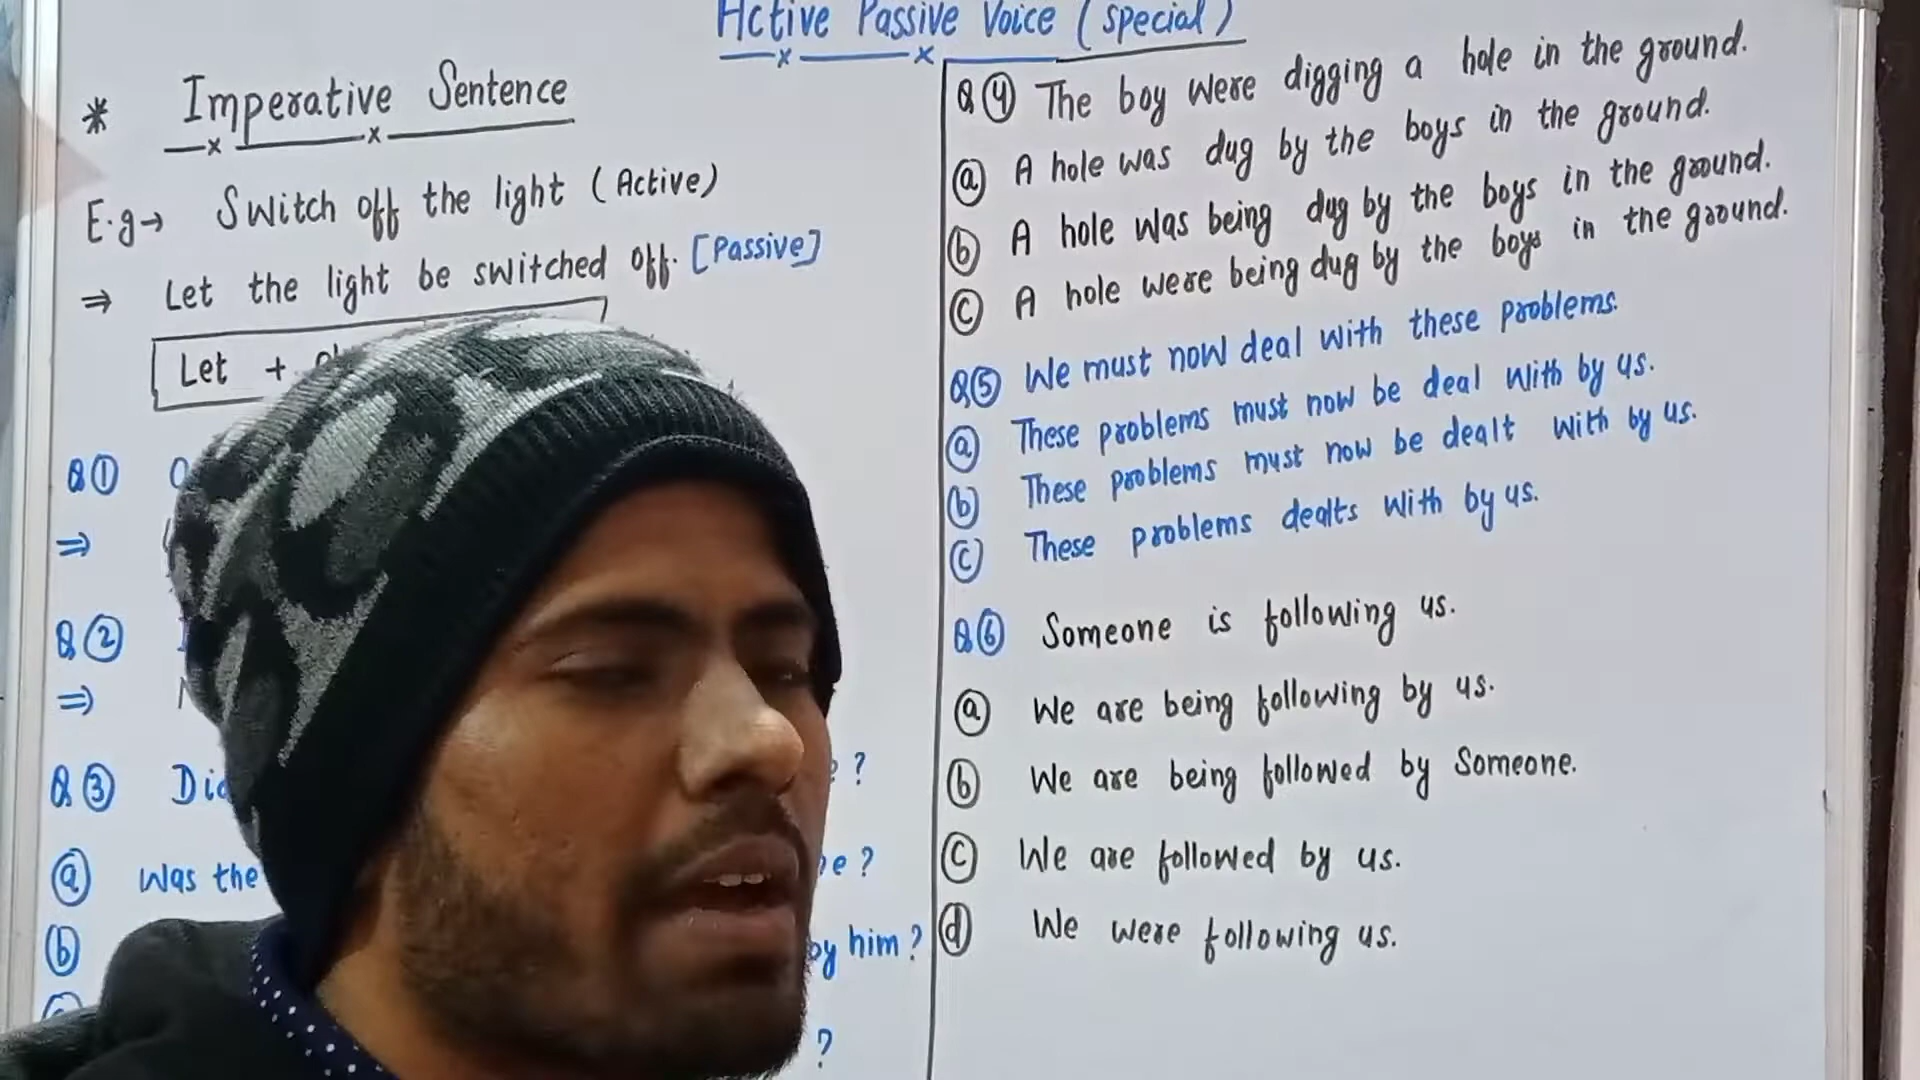 Active Passive Voice (special)
* Imperative Sentence
E.g→ Switch off the light (Active)
⇒ Let the light be switched off. [Passive]
Let +
Q①
⇒
Q②
⇒
Q③ ?
ⓐ Was the ?
ⓑ by him?
?
Q④ The boy were digging a hole in the ground.
ⓐ A hole was dug by the boys in the ground.
ⓑ A hole was being dug by the boys in the ground.
ⓒ A hole were being dug by the boys in the ground.
Q⑤ We must now deal with these problems.
ⓐ These problems must now be deal with by us.
ⓑ These problems must now be dealt with by us.
ⓒ These problems dealts with by us.
Q⑥ Someone is following us.
ⓐ We are being following by us.
ⓑ We are being followed by Someone.
ⓒ We are followed by us.
ⓓ We were following us.